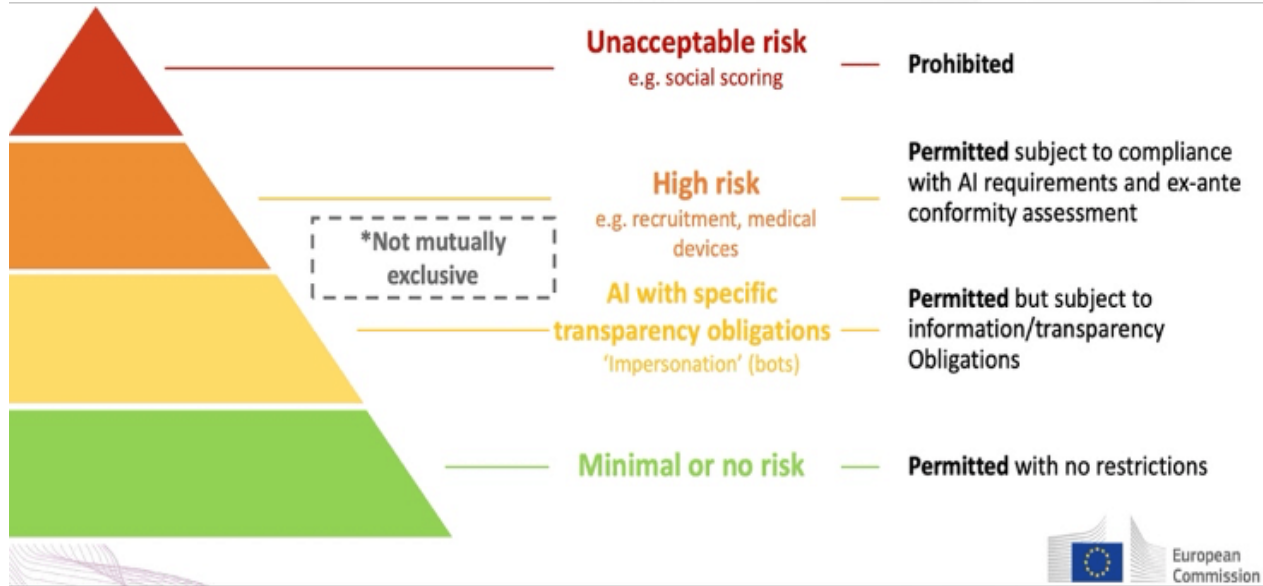 Unacceptable risk
e.g. social scoring
Prohibited
High risk
e.g. recruitment, medical
devices
Permitted subject to compliance
with AI requirements and ex-ante
conformity assessment
*Not mutually
exclusive
AI with specific
transparency obligations
'Impersonation' (bots)
Permitted but subject to
information/transparency
Obligations
Minimal or no risk
Permitted with no restrictions
European
Commission